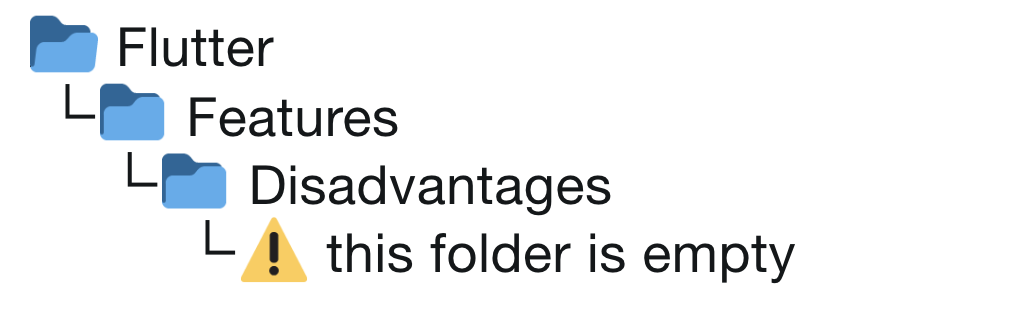 Flutter
Features
Disadvantages
this folder is empty